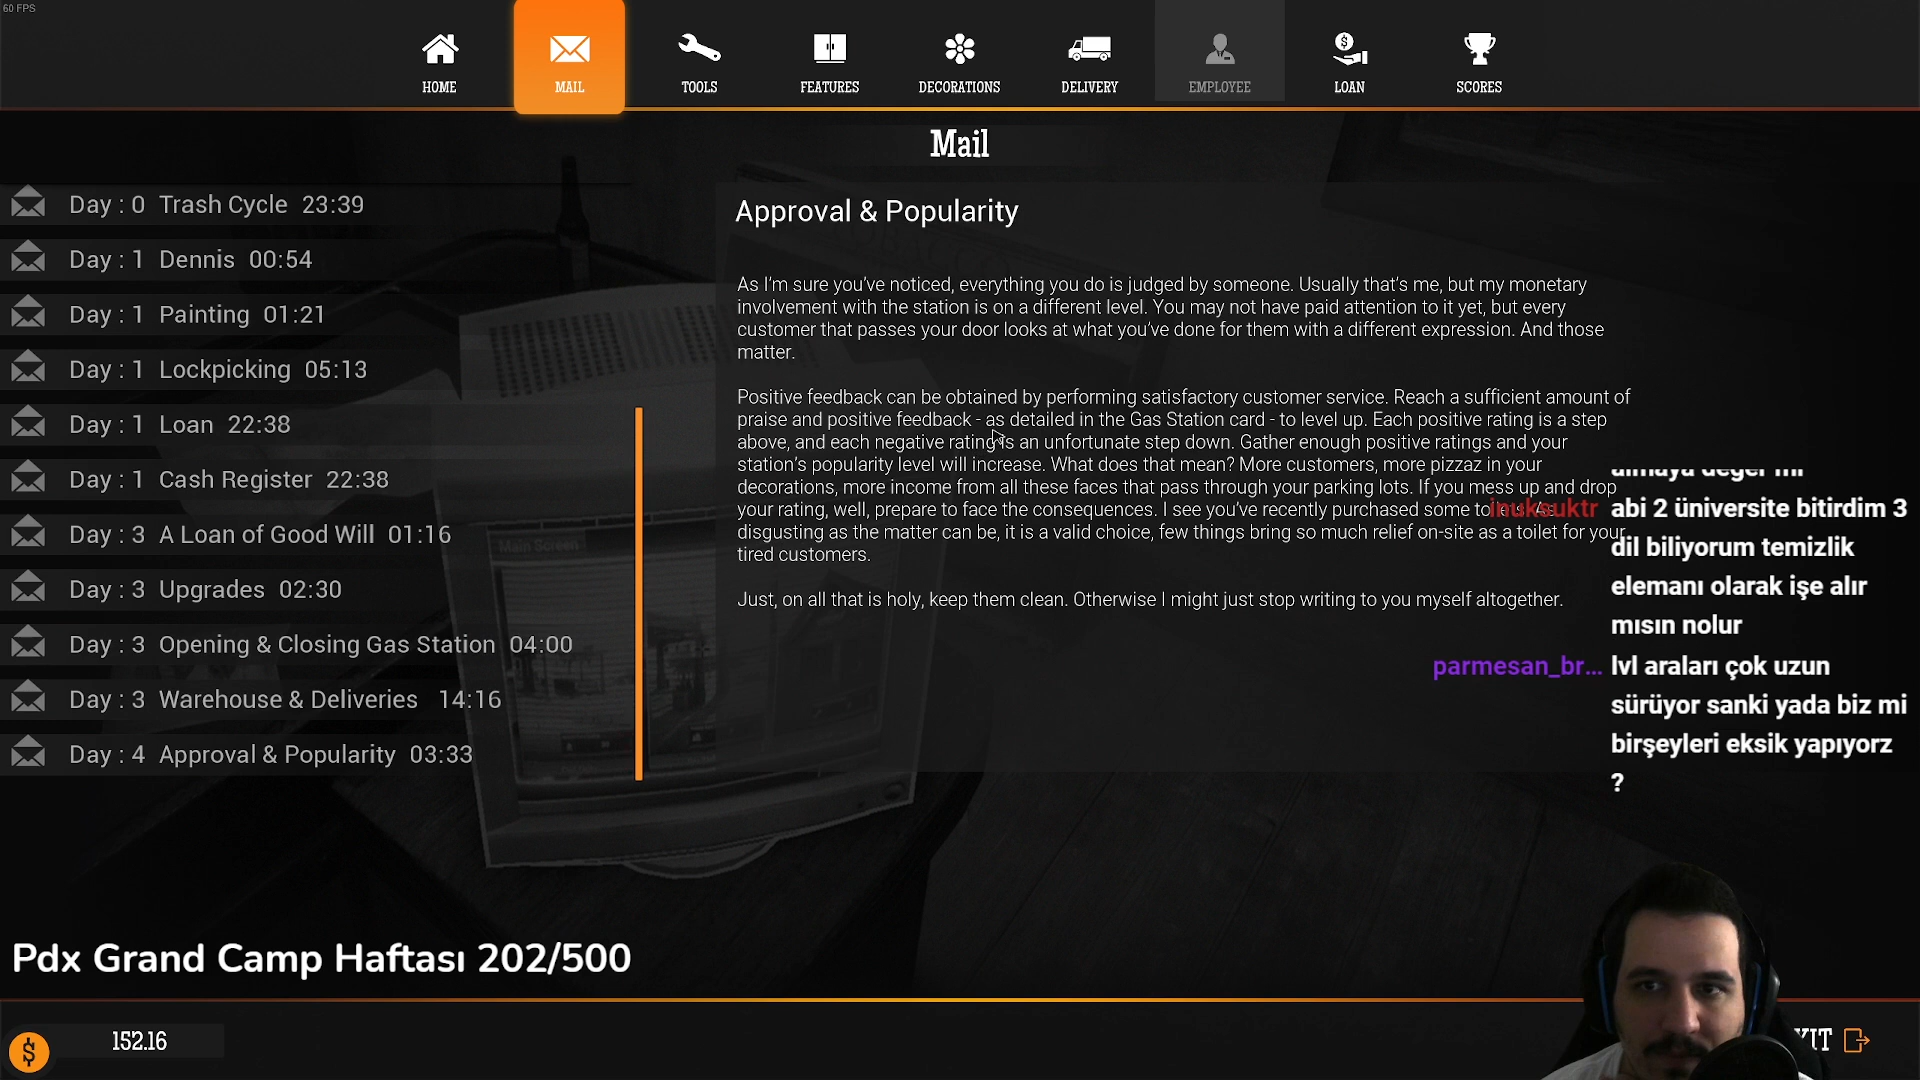 60 FPS
HOME
MAIL
TOOLS
FEATURES
DECORATIONS
DELIVERY
EMPLOYEE
LOAN
SCORES
Mail
Day : 0 Trash Cycle 23:39
Day : 1 Dennis 00:54
Day : 1 Painting 01:21
Day : 1 Lockpicking 05:13
Day : 1 Loan 22:38
Day : 1 Cash Register 22:38
Day : 3 A Loan of Good Will 01:16
Day : 3 Upgrades 02:30
Day : 3 Opening & Closing Gas Station 04:00
Day : 3 Warehouse & Deliveries 14:16
Day : 4 Approval & Popularity 03:33
Main Screen
Approval & Popularity
As I'm sure you've noticed, everything you do is judged by someone. Usually that's me, but my monetary
involvement with the station is on a different level. You may not have paid attention to it yet, but every
customer that passes your door looks at what you've done for them with a different expression. And those
matter.
Positive feedback can be obtained by performing satisfactory customer service. Reach a sufficient amount of
praise and positive feedback - as detailed in the Gas Station card - to level up. Each positive rating is a step
above, and each negative rating is an unfortunate step down. Gather enough positive ratings and your
station's popularity level will increase. What does that mean? More customers, more pizzaz in your
decorations, more income from all these faces that pass through your parking lots. If you mess up and drop
your rating, well, prepare to face the consequences. I see you've recently purchased some
disgusting as the matter can be, it is a valid choice, few things bring so much relief on-site as a toilet for your
tired customers.
Just, on all that is holy, keep them clean. Otherwise I might just stop writing to you myself altogether.
almaya değer mi
abi 2 üniversite bitirdim 3
dil biliyorum temizlik
elemanı olarak işe alır
mısın nolur
parmesan_br... lvl araları çok uzun
sürüyor sanki yada biz mi
birşeyleri eksik yapıyorz
?
Pdx Grand Camp Haftası 202/500
$ 152.16